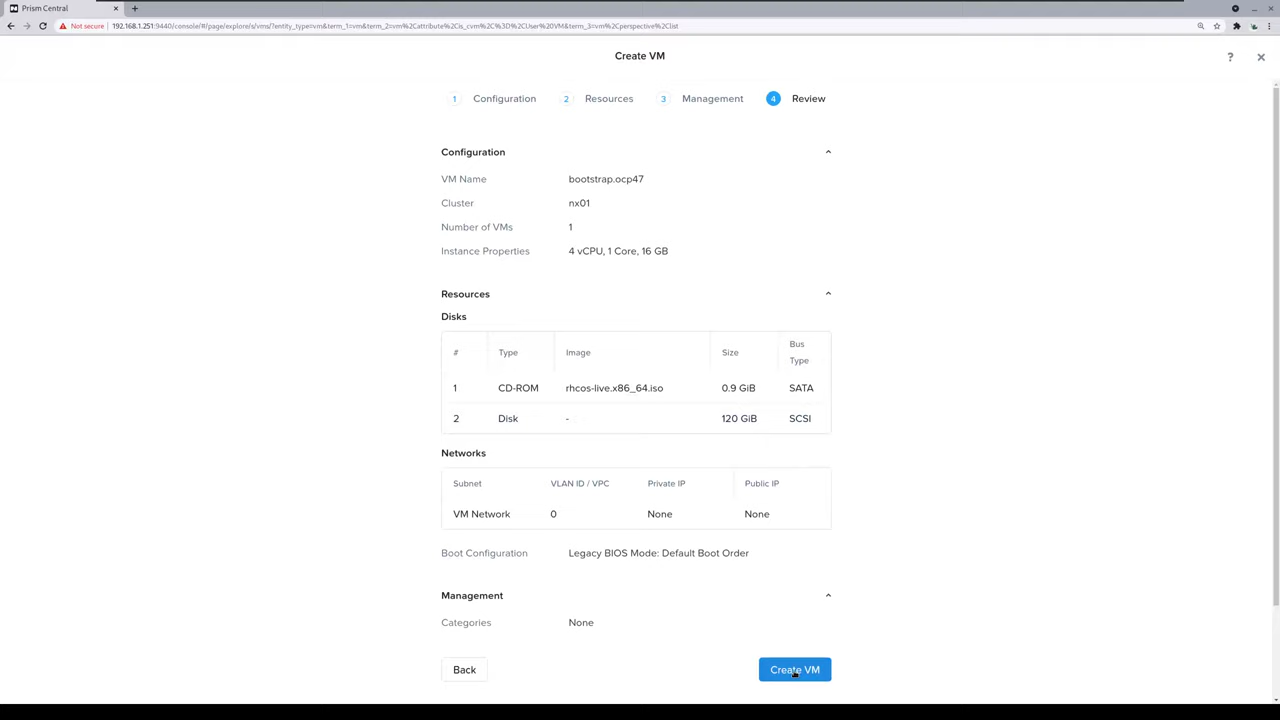 Prism Central
Not secure
192.168.1.251:9440/console/#/page/explore/s/vms/?entity_type=vm&term_1=vm&term_2=vm%2Cattribute%2Cis_cvm%2C%3D%2CUser%20VM&term_3=vm%2Cperspective%2Clist
Create VM
?
1 Configuration 2 Resources 3 Management 4 Review
Configuration
VM Name bootstrap.ocp47
Cluster nx01
Number of VMs 1
Instance Properties 4 vCPU, 1 Core, 16 GB
Resources
Disks
# Type Image Size Bus Type
1 CD-ROM rhcos-live.x86_64.iso 0.9 GiB SATA
2 Disk - 120 GiB SCSI
Networks
Subnet VLAN ID / VPC Private IP Public IP
VM Network 0 None None
Boot Configuration Legacy BIOS Mode: Default Boot Order
Management
Categories None
Back Create VM